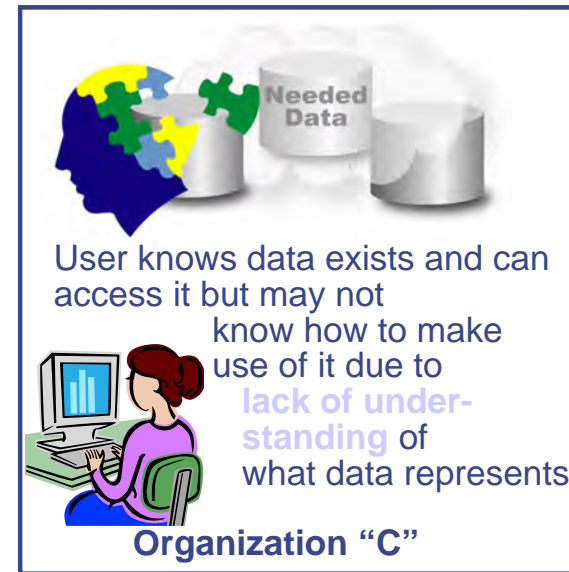 Needed
Data
User knows data exists and can
access it but may not
know how to make
use of it due to
lack of under-
standing of
what data represents
Organization “C”